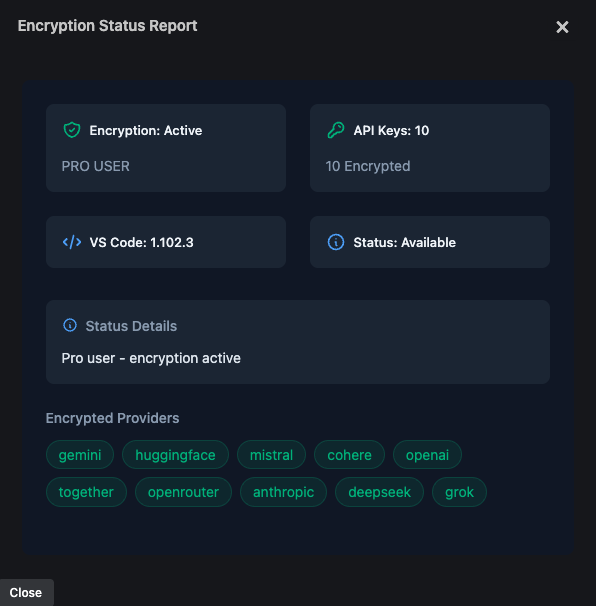 Encryption Status Report
Encryption: Active
PRO USER
API Keys: 10
10 Encrypted
VS Code: 1.102.3
Status: Available
Status Details
Pro user - encryption active
Encrypted Providers
gemini huggingface mistral cohere openai
together openrouter anthropic deepseek grok
Close